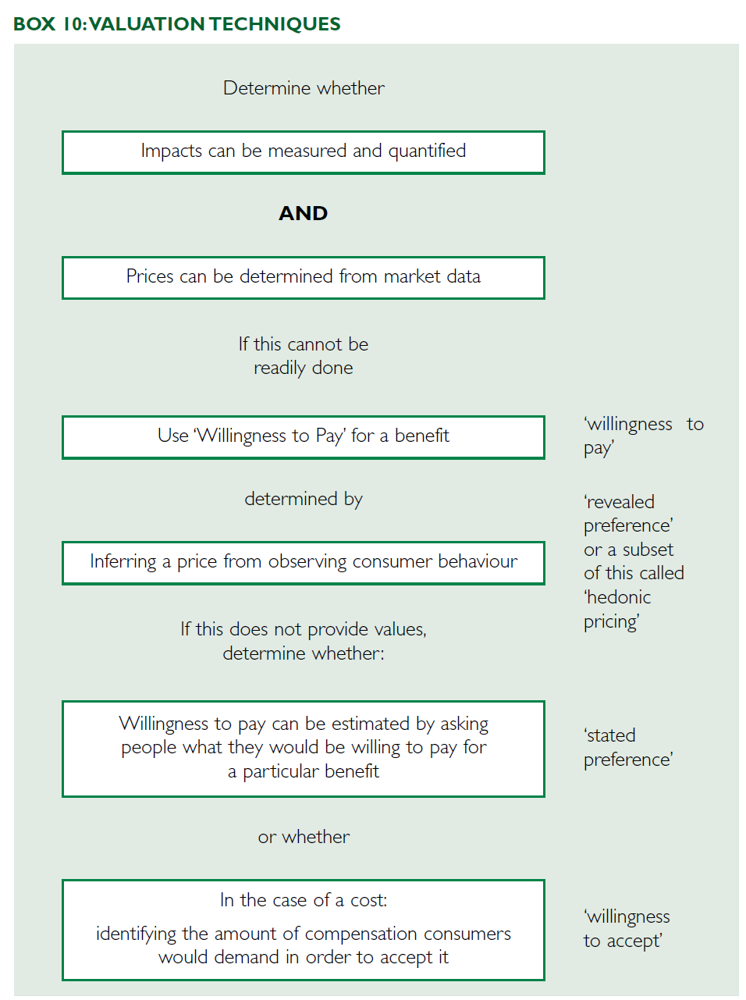 BOX 10: VALUATION TECHNIQUES
Determine whether
Impacts can be measured and quantified
AND
Prices can be determined from market data
If this cannot be
readily done
Use ‘Willingness to Pay’ for a benefit
‘willingness to
pay’
determined by
Inferring a price from observing consumer behaviour
‘revealed
preference’
or a subset
of this called
‘hedonic
pricing’
If this does not provide values,
determine whether:
Willingness to pay can be estimated by asking
people what they would be willing to pay for
a particular benefit
‘stated
preference’
or whether
In the case of a cost:
identifying the amount of compensation consumers
would demand in order to accept it
‘willingness
to accept’